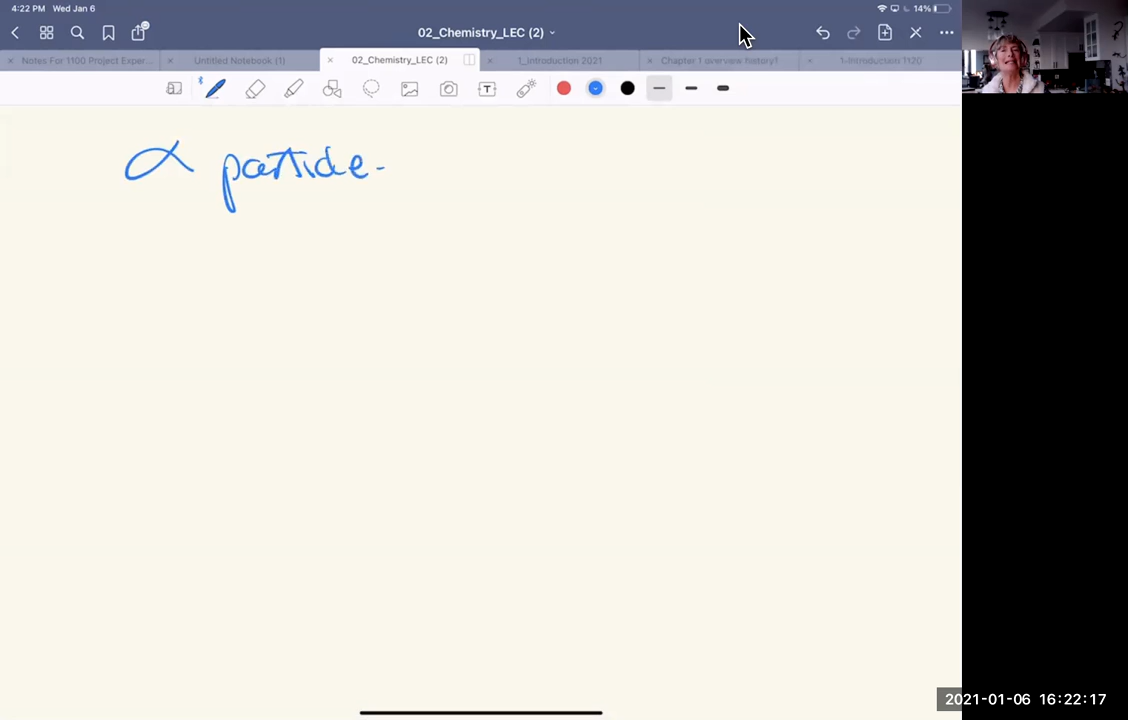 4:22 PM Wed Jan 6
14%
02_Chemistry_LEC (2)
Notes For 1100 Project Exper...
Untitled Notebook (1)
02_Chemistry_LEC (2)
1_Introduction 2021
Chapter 1 overview history1
1-Introduction 1120
T
α particle -
2021-01-06 16:22:17